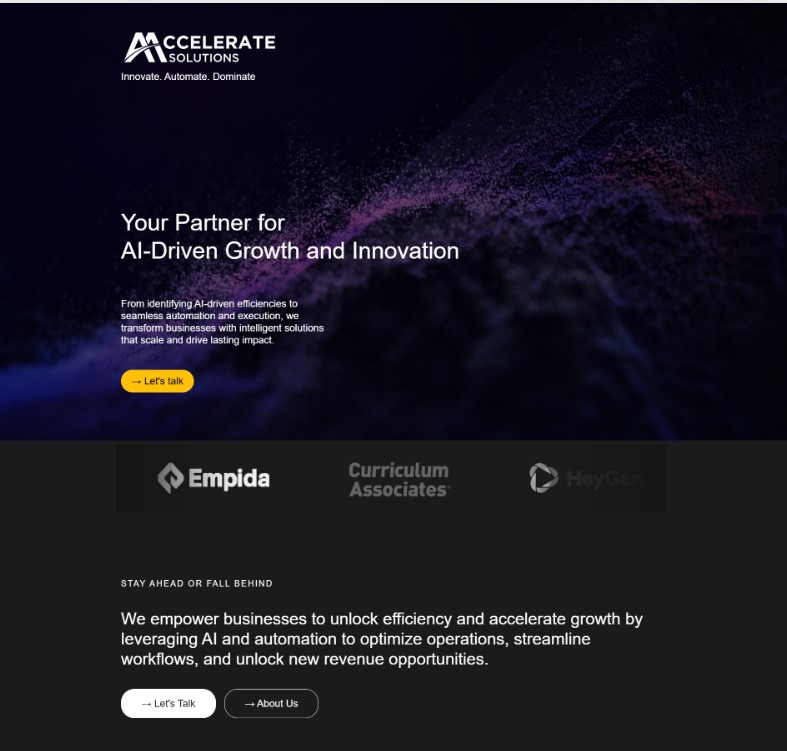 ACCELERATE
SOLUTIONS
Innovate. Automate. Dominate
Your Partner for
AI-Driven Growth and Innovation
From identifying AI-driven efficiencies to
seamless automation and execution, we
transform businesses with intelligent solutions
that scale and drive lasting impact.
→ Let's talk
Empida
Curriculum
Associates®
HeyGen
STAY AHEAD OR FALL BEHIND
We empower businesses to unlock efficiency and accelerate growth by
leveraging AI and automation to optimize operations, streamline
workflows, and unlock new revenue opportunities.
→ Let's Talk
→ About Us